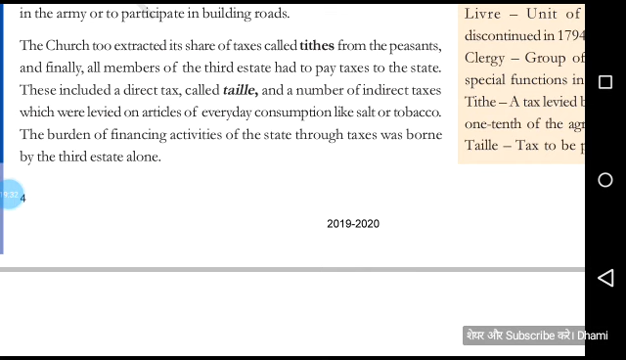 in the army or to participate in building roads.
The Church too extracted its share of taxes called tithes from the peasants,
and finally, all members of the third estate had to pay taxes to the state.
These included a direct tax, called taille, and a number of indirect taxes
which were levied on articles of everyday consumption like salt or tobacco.
The burden of financing activities of the state through taxes was borne
by the third estate alone.
Livre – Unit of
discontinued in 1794
Clergy – Group of
special functions in
Tithe – A tax levied
one-tenth of the
Taille – Tax to be
4
2019-2020
शेयर और Subscribe करें। Dhami